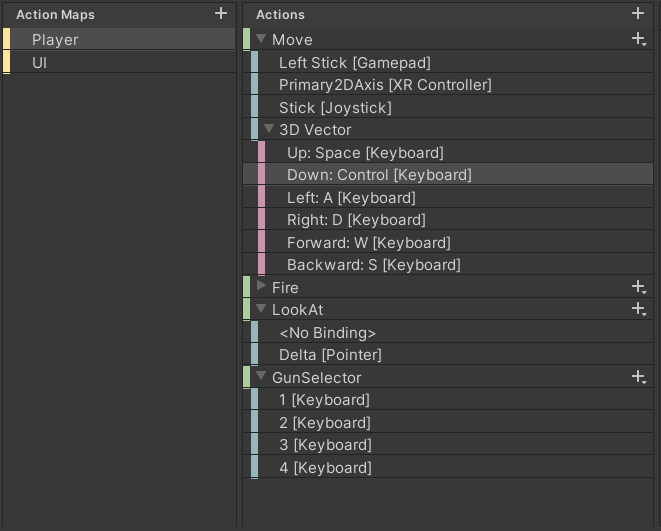 Action Maps
Player
UI
Actions
Move
Left Stick [Gamepad]
Primary2DAxis [XR Controller]
Stick [Joystick]
3D Vector
Up: Space [Keyboard]
Down: Control [Keyboard]
Left: A [Keyboard]
Right: D [Keyboard]
Forward: W [Keyboard]
Backward: S [Keyboard]
Fire
LookAt
<No Binding>
Delta [Pointer]
GunSelector
1 [Keyboard]
2 [Keyboard]
3 [Keyboard]
4 [Keyboard]